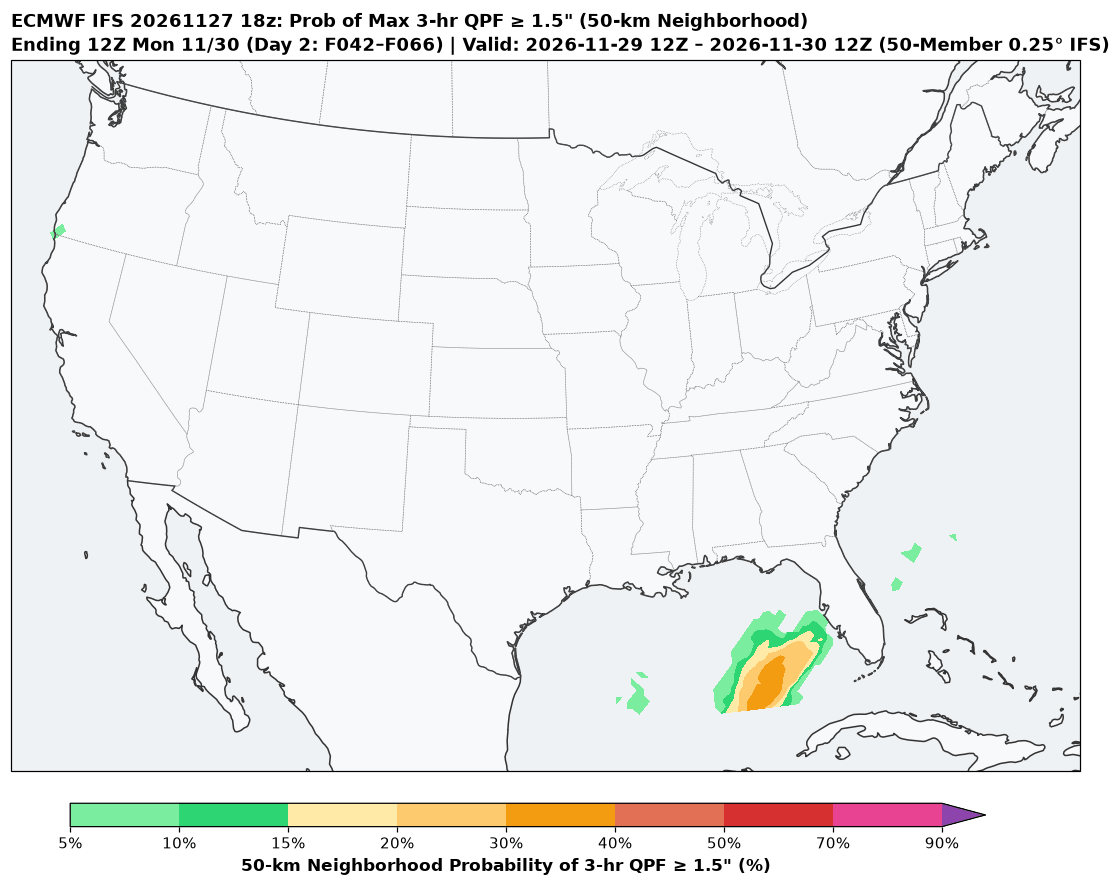 ECMWF IFS 20261127 18z: Prob of Max 3-hr QPF ≥ 1.5" (50-km Neighborhood)
Ending 12Z Mon 11/30 (Day 2: F042–F066) | Valid: 2026-11-29 12Z – 2026-11-30 12Z (50-Member 0.25° IFS)
5% 10% 15% 20% 30% 40% 50% 70% 90%
50-km Neighborhood Probability of 3-hr QPF ≥ 1.5" (%)